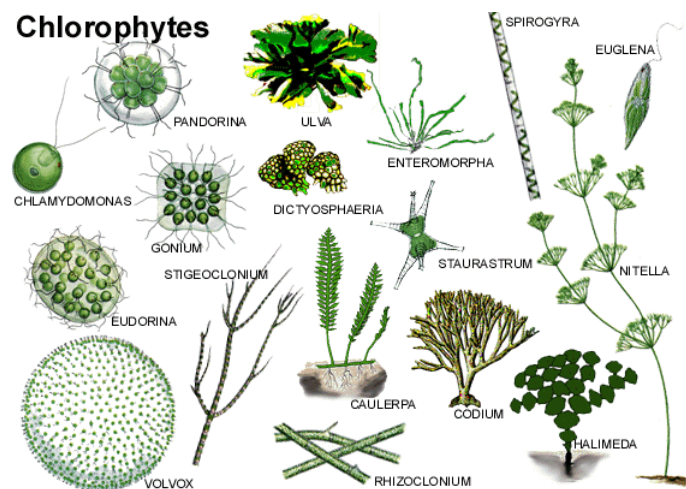 Chlorophytes
SPIROGYRA
EUGLENA
PANDORINA
ULVA
ENTEROMORPHA
CHLAMYDOMONAS
DICTYOSPHAERIA
GONIUM
STAURASTRUM
STIGEOCLONIUM
NITELLA
EUDORINA
CAULERPA
CODIUM
HALIMEDA
VOLVOX
RHIZOCLONIUM